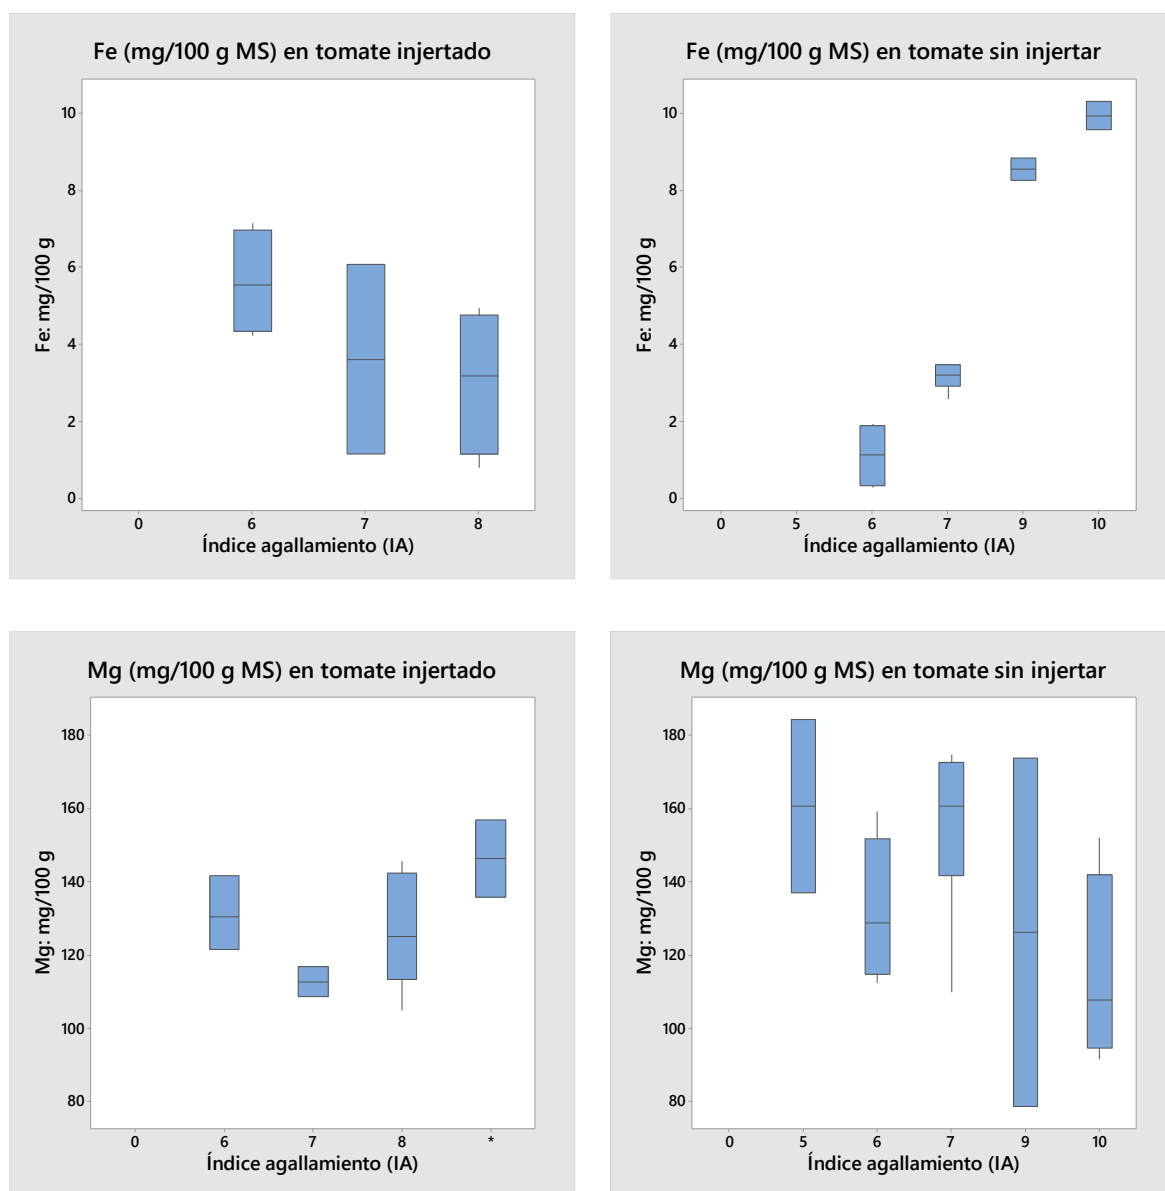 Fe (mg/100 g MS) en tomate injertado
Fe: mg/100 g
10
8
6
4
2
0
0 6 7 8
Índice agallamiento (IA)
Fe (mg/100 g MS) en tomate sin injertar
Fe: mg/100 g
10
8
6
4
2
0
0 5 6 7 9 10
Índice agallamiento (IA)
Mg (mg/100 g MS) en tomate injertado
Mg: mg/100 g
180
160
140
120
100
80
0 6 7 8 *
Índice agallamiento (IA)
Mg (mg/100 g MS) en tomate sin injertar
Mg: mg/100 g
180
160
140
120
100
80
0 5 6 7 9 10
Índice agallamiento (IA)